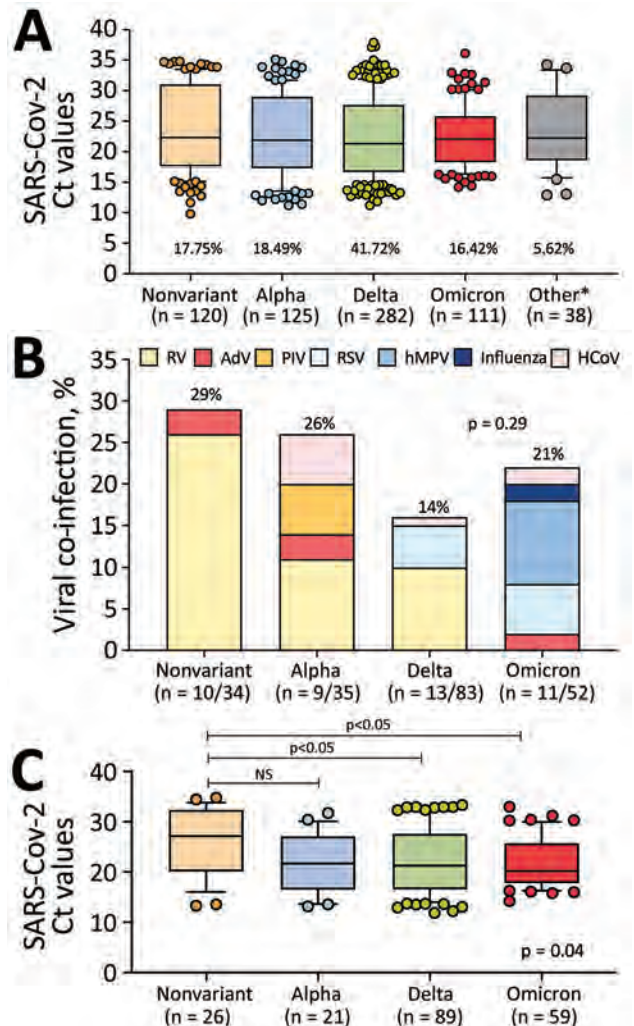 A
SARS-Cov-2
Ct values
40
35
30
25
20
15
10
5
0
17.75% 18.49% 41.72% 16.42% 5.62%
Nonvariant Alpha Delta Omicron Other*
(n = 120) (n = 125) (n = 282) (n = 111) (n = 38)
B
RV AdV PIV RSV hMPV Influenza HCoV
Viral co-infection, %
35
30
25
20
15
10
5
0
29%
26%
14%
21%
p = 0.29
Nonvariant Alpha Delta Omicron
(n = 10/34) (n = 9/35) (n = 13/83) (n = 11/52)
p<0.05
p<0.05
NS
C
SARS-Cov-2
Ct values
40
30
20
10
0
p = 0.04
Nonvariant Alpha Delta Omicron
(n = 26) (n = 21) (n = 89) (n = 59)